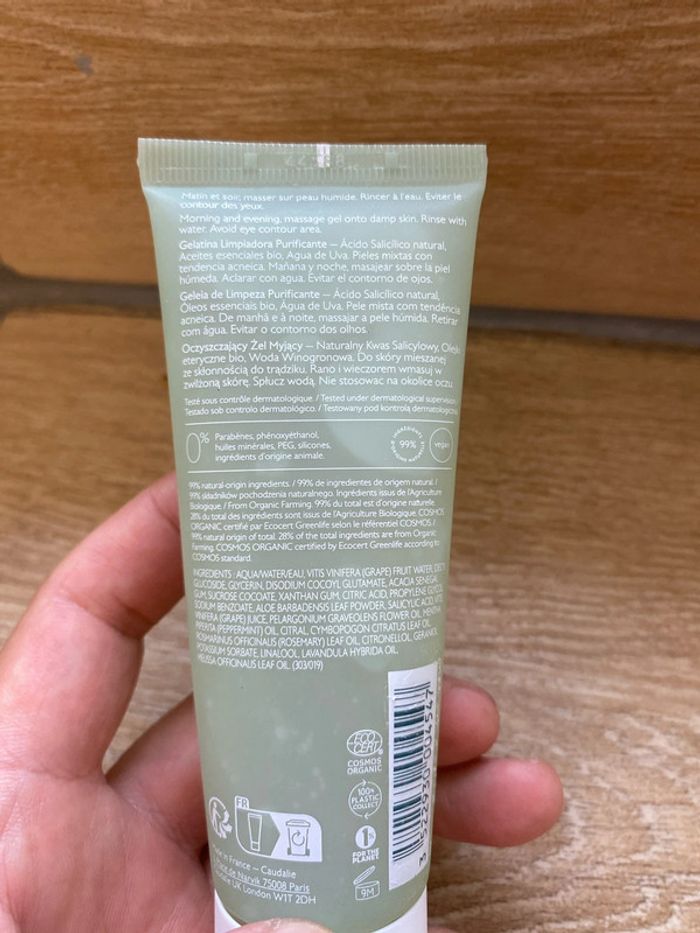 Matin et soir, masser sur peau humide. Rincer à l'eau. Éviter le
contour des yeux.
Morning and evening, massage gel onto damp skin. Rinse with
water. Avoid eye contour area.
Gelatina Limpiadora Purificante – Ácido Salicílico natural,
Aceites esenciales bio, Agua de Uva. Pieles mixtas con
tendencia acneica. Mañana y noche, masajear sobre la piel
húmeda. Aclarar con agua. Evitar el contorno de ojos.
Geleia de Limpeza Purificante – Ácido Salicílico natural,
Óleos essenciais bio, Água de Uva. Pele mista com tendência
acneica. De manhã e à noite, massajar a pele húmida. Retirar
com água. Evitar o contorno dos olhos.
Oczyszczający Żel Myjący – Naturalny Kwas Salicylowy, Olejki
eteryczne bio, Woda Winogronowa. Do skóry mieszanej
ze skłonnością do trądziku. Rano i wieczorem wmasuj w
zwilżoną skórę. Spłucz wodą. Nie stosować na okolice oczu.
Testé sous contrôle dermatologique. / Tested under dermatological supervision.
Testado sob controlo dermatológico. / Testowany pod kontrolą dermatologiczną.
0%
Parabènes, phénoxyéthanol,
huiles minérales, PEG, silicones,
ingrédients d'origine animale.
99%
vegan
99% natural-origin ingredients. / 99% de ingredientes de origem natural. /
99% składników pochodzenia naturalnego. Ingrédients issus de l'Agriculture
Biologique. / From Organic Farming. 99% du total est d'origine naturelle.
28% du total des ingrédients sont issus de l'Agriculture Biologique. COSMOS
ORGANIC certifié par Ecocert Greenlife selon le référentiel COSMOS /
99% natural origin of total. 28% of the total ingredients are from Organic
Farming. COSMOS ORGANIC certified by Ecocert Greenlife according to
COSMOS standard.
INGREDIENTS : AQUA/WATER/EAU, VITIS VINIFERA (GRAPE) FRUIT WATER,
GLUCOSIDE, GLYCERIN, DISODIUM COCOYL GLUTAMATE, ACACIA SENEGAL
GUM, SUCROSE COCOATE, XANTHAN GUM, CITRIC ACID, PROPYLENE GLYCOL,
SODIUM BENZOATE, ALOE BARBADENSIS LEAF POWDER, SALICYLIC ACID,
VINIFERA (GRAPE) JUICE, PELARGONIUM GRAVEOLENS FLOWER OIL, MENTHA
PIPERITA (PEPPERMINT) OIL, CITRAL, CYMBOPOGON CITRATUS LEAF OIL,
ROSMARINUS OFFICINALIS (ROSEMARY) LEAF OIL, CITRONELLOL, GERANIOL,
POTASSIUM SORBATE, LINALOOL, LAVANDULA HYBRIDA OIL,
MELISSA OFFICINALIS LEAF OIL. (303/019)
ECO
CERT
COSMOS
ORGANIC
100%
PLASTIC
COLLECT
1%
FOR THE
PLANET
9M
3 522930 004547
FR
Made in France – Caudalie
de Narvik 75008 Paris
Caudalie UK London W1T 2DH